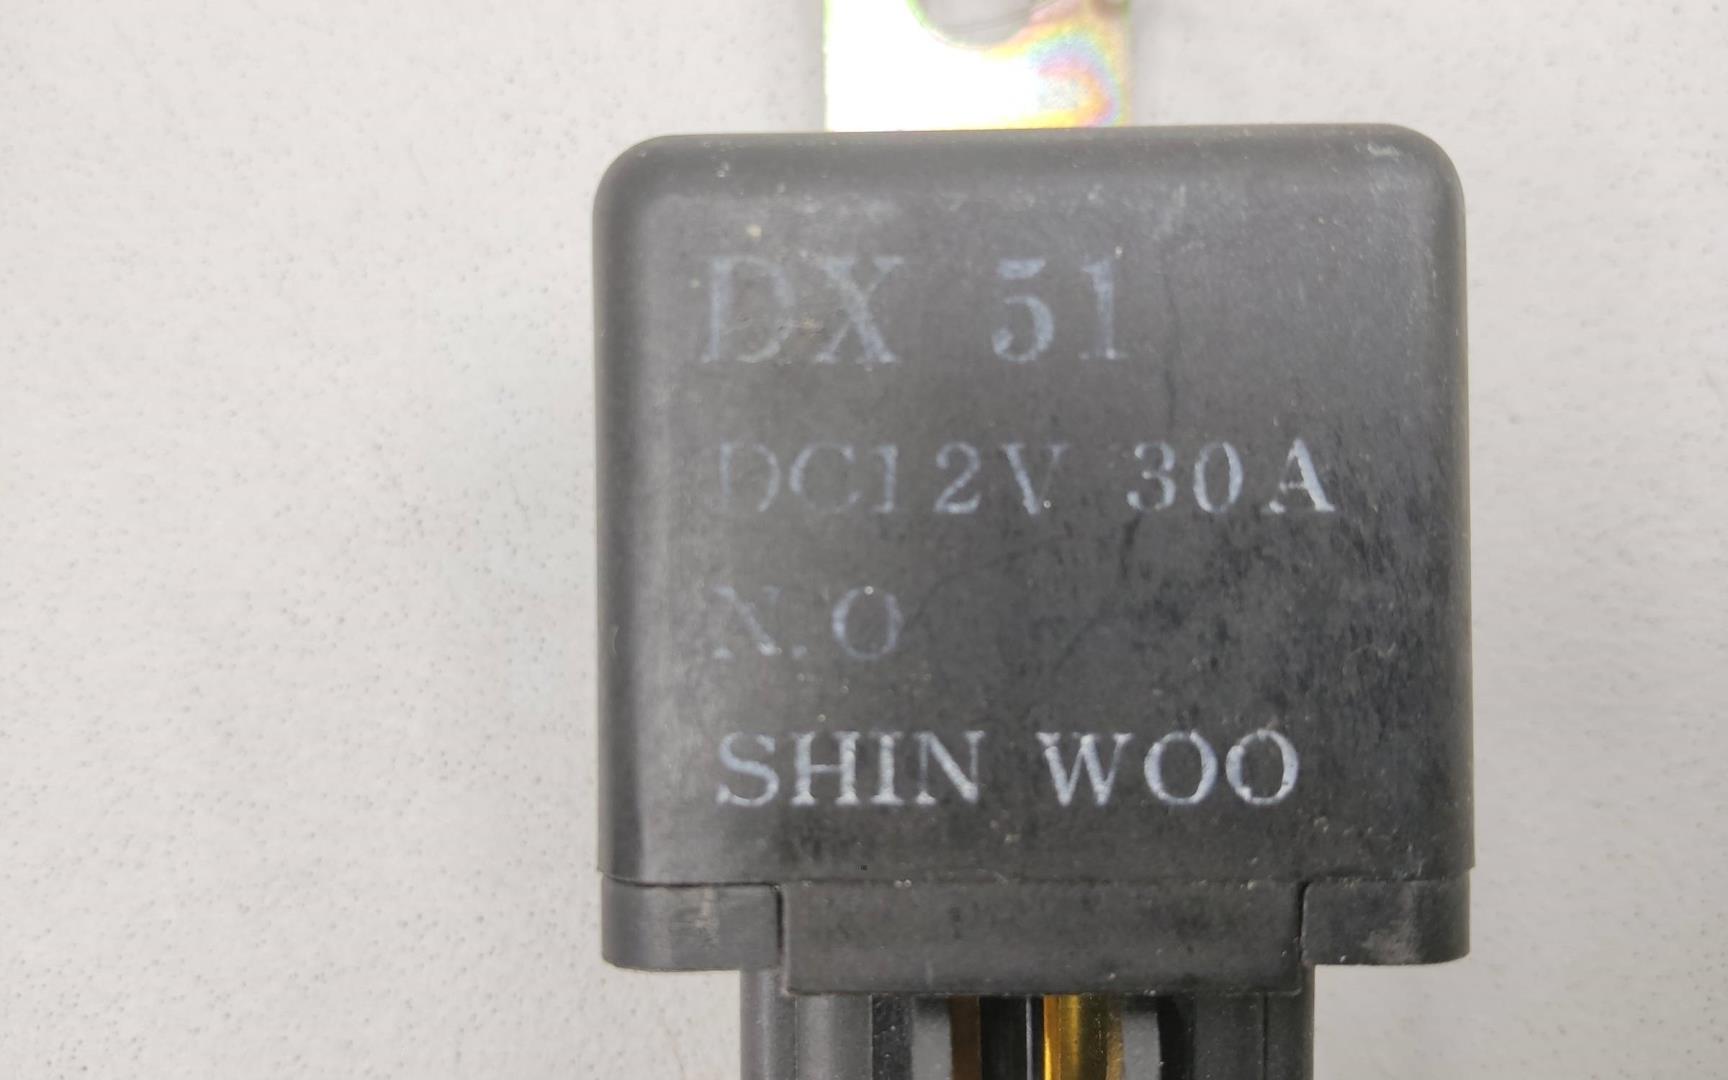 DX 51
DC12V 30A
N.O
SHIN WOO